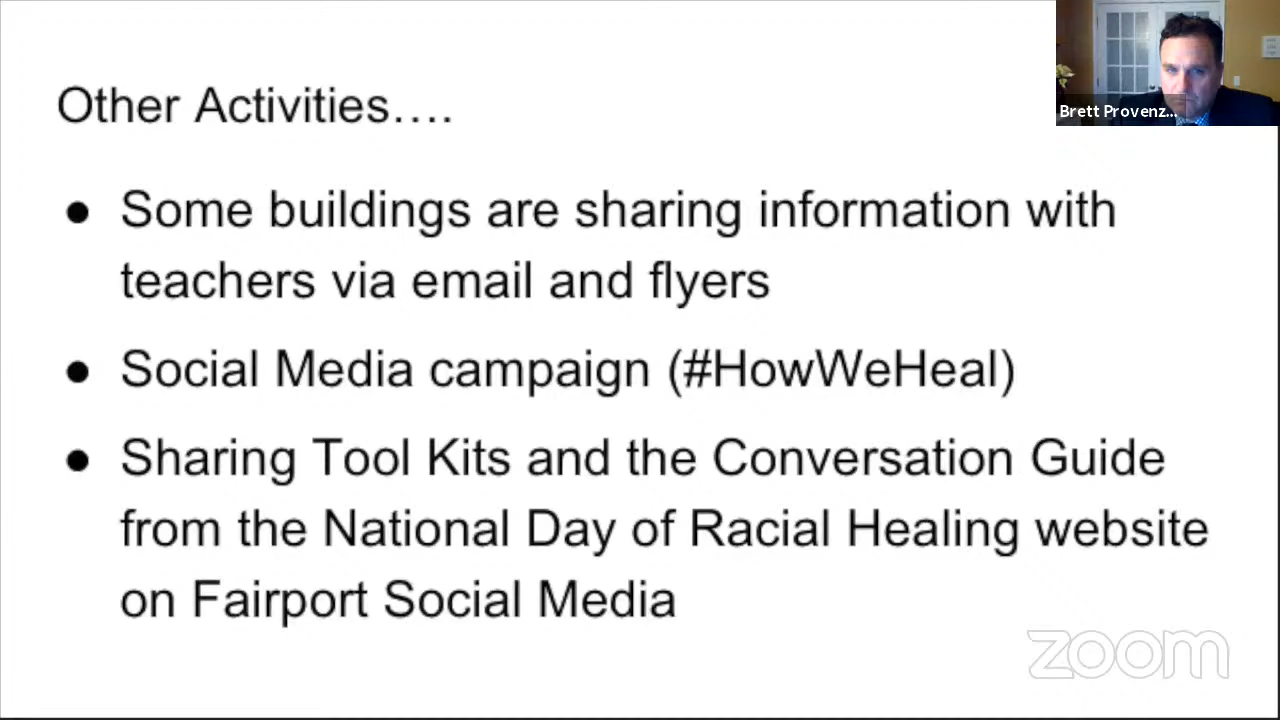 Other Activities….
● Some buildings are sharing information with
teachers via email and flyers
● Social Media campaign (#HowWeHeal)
● Sharing Tool Kits and the Conversation Guide
from the National Day of Racial Healing website
on Fairport Social Media
Brett Provenz...
zoom